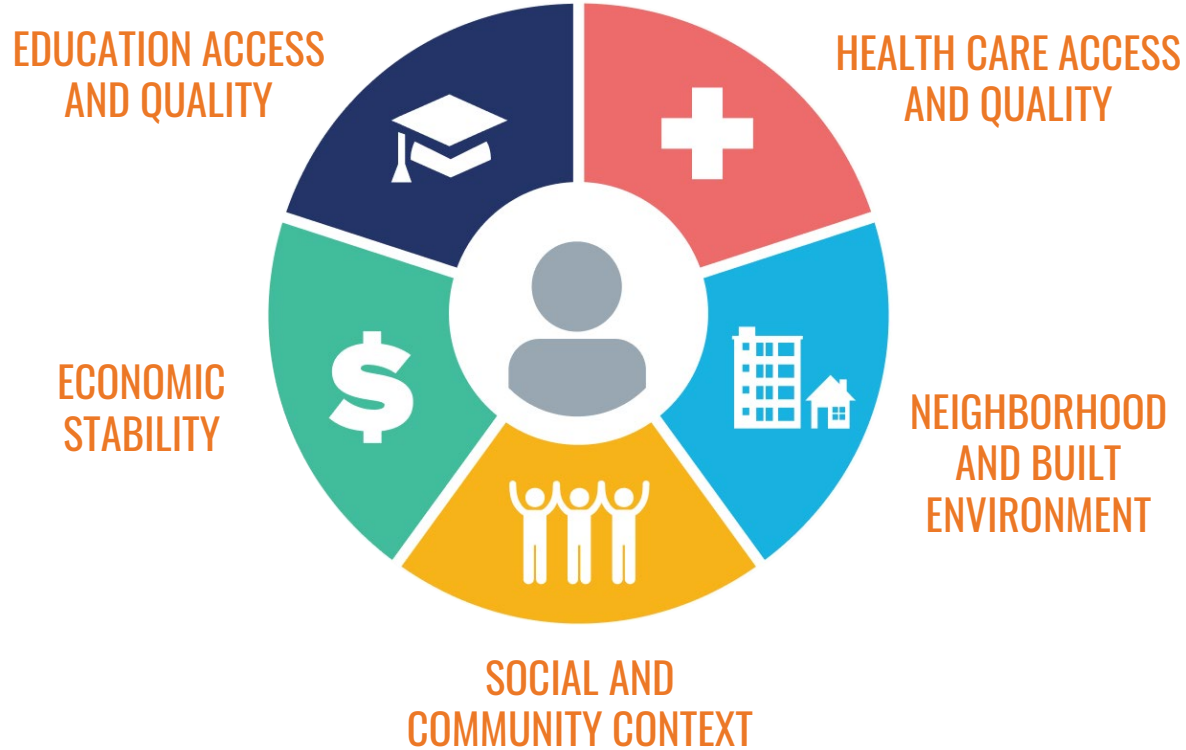 EDUCATION ACCESS
AND QUALITY
HEALTH CARE ACCESS
AND QUALITY
ECONOMIC
STABILITY
NEIGHBORHOOD
AND BUILT
ENVIRONMENT
$
SOCIAL AND
COMMUNITY CONTEXT